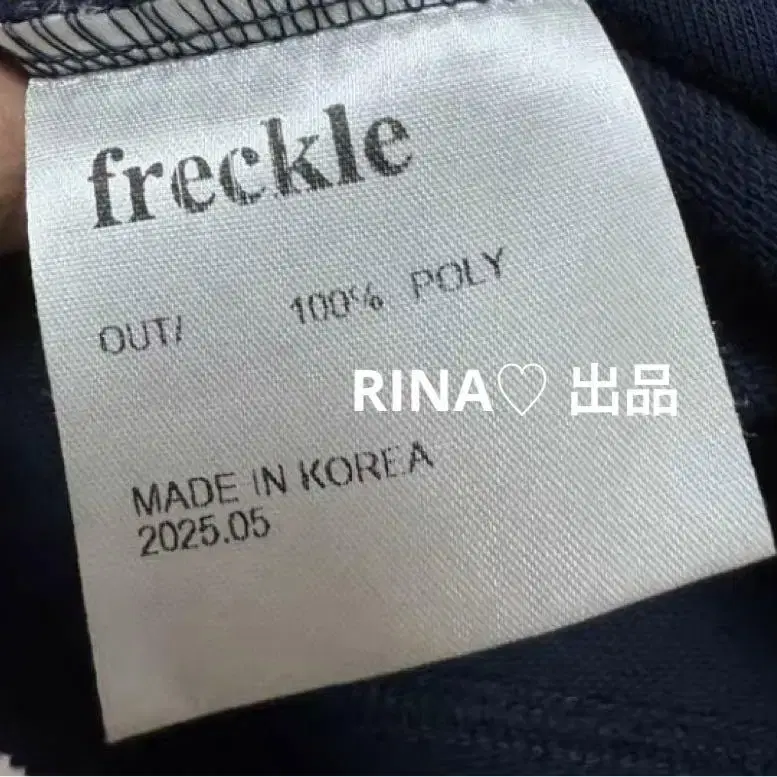 freckle
OUT/ 100% POLY
RINA♡ 出品
MADE IN KOREA
2025.05